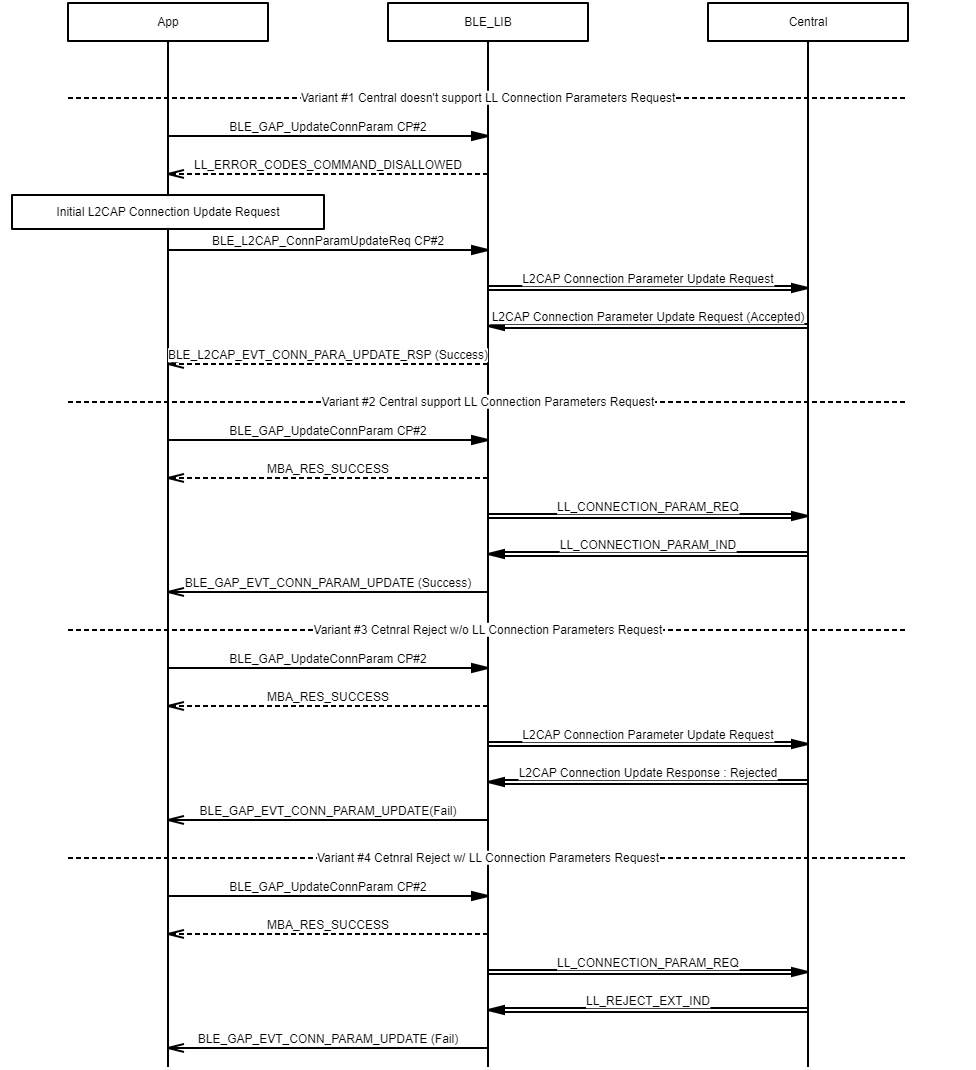 App
BLE_LIB
Central
Variant #1 Central doesn't support LL Connection Parameters Request
BLE_GAP_UpdateConnParam CP#2
LL_ERROR_CODES_COMMAND_DISALLOWED
Initial L2CAP Connection Update Request
BLE_L2CAP_ConnParamUpdateReq CP#2
L2CAP Connection Parameter Update Request
L2CAP Connection Parameter Update Request (Accepted)
BLE_L2CAP_EVT_CONN_PARA_UPDATE_RSP (Success)
Variant #2 Central support LL Connection Parameters Request
BLE_GAP_UpdateConnParam CP#2
MBA_RES_SUCCESS
LL_CONNECTION_PARAM_REQ
LL_CONNECTION_PARAM_IND
BLE_GAP_EVT_CONN_PARAM_UPDATE (Success)
Variant #3 Cetnral Reject w/o LL Connection Parameters Request
BLE_GAP_UpdateConnParam CP#2
MBA_RES_SUCCESS
L2CAP Connection Parameter Update Request
L2CAP Connection Update Response : Rejected
BLE_GAP_EVT_CONN_PARAM_UPDATE(Fail)
Variant #4 Cetnral Reject w/ LL Connection Parameters Request
BLE_GAP_UpdateConnParam CP#2
MBA_RES_SUCCESS
LL_CONNECTION_PARAM_REQ
LL_REJECT_EXT_IND
BLE_GAP_EVT_CONN_PARAM_UPDATE (Fail)